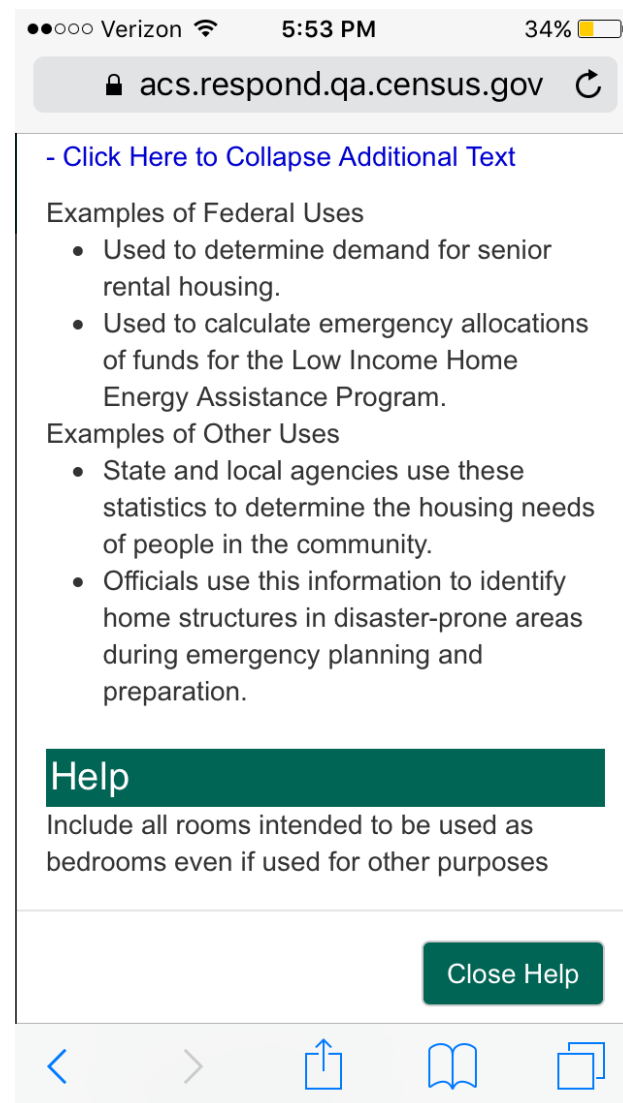 Verizon 5:53 PM 34%
acs.respond.qa.census.gov
- Click Here to Collapse Additional Text
Examples of Federal Uses
• Used to determine demand for senior
rental housing.
• Used to calculate emergency allocations
of funds for the Low Income Home
Energy Assistance Program.
Examples of Other Uses
• State and local agencies use these
statistics to determine the housing needs
of people in the community.
• Officials use this information to identify
home structures in disaster-prone areas
during emergency planning and
preparation.
Help
Include all rooms intended to be used as
bedrooms even if used for other purposes
Close Help